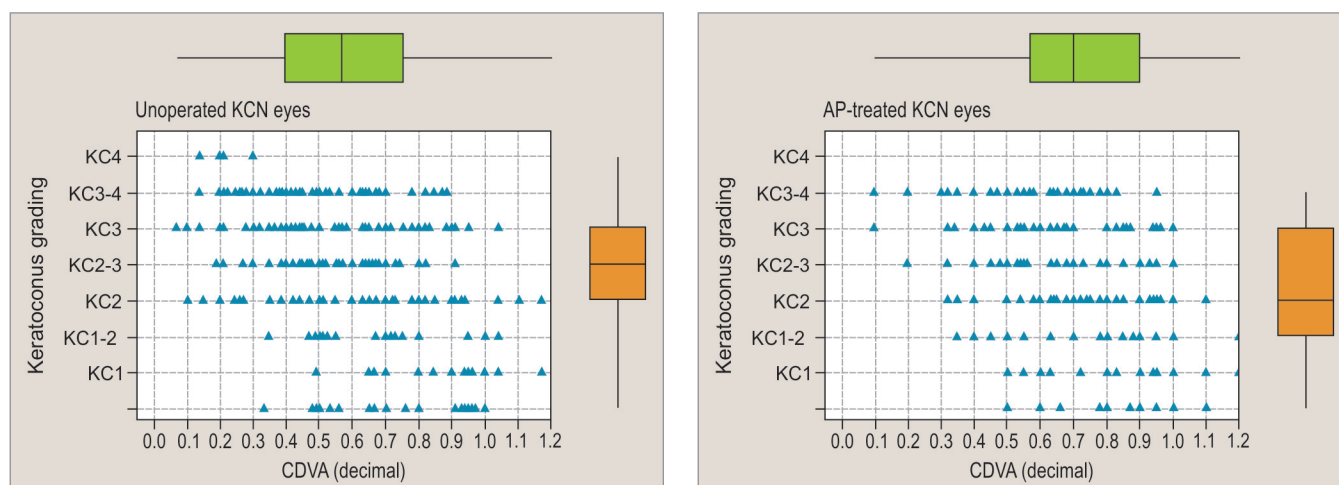 Unoperated KCN eyes
Keratoconus grading
KC4
KC3-4
KC3
KC2-3
KC2
KC1-2
KC1
0.0 0.1 0.2 0.3 0.4 0.5 0.6 0.7 0.8 0.9 1.0 1.1 1.2
CDVA (decimal)
AP-treated KCN eyes
Keratoconus grading
KC4
KC3-4
KC3
KC2-3
KC2
KC1-2
KC1
0.0 0.1 0.2 0.3 0.4 0.5 0.6 0.7 0.8 0.9 1.0 1.1 1.2
CDVA (decimal)